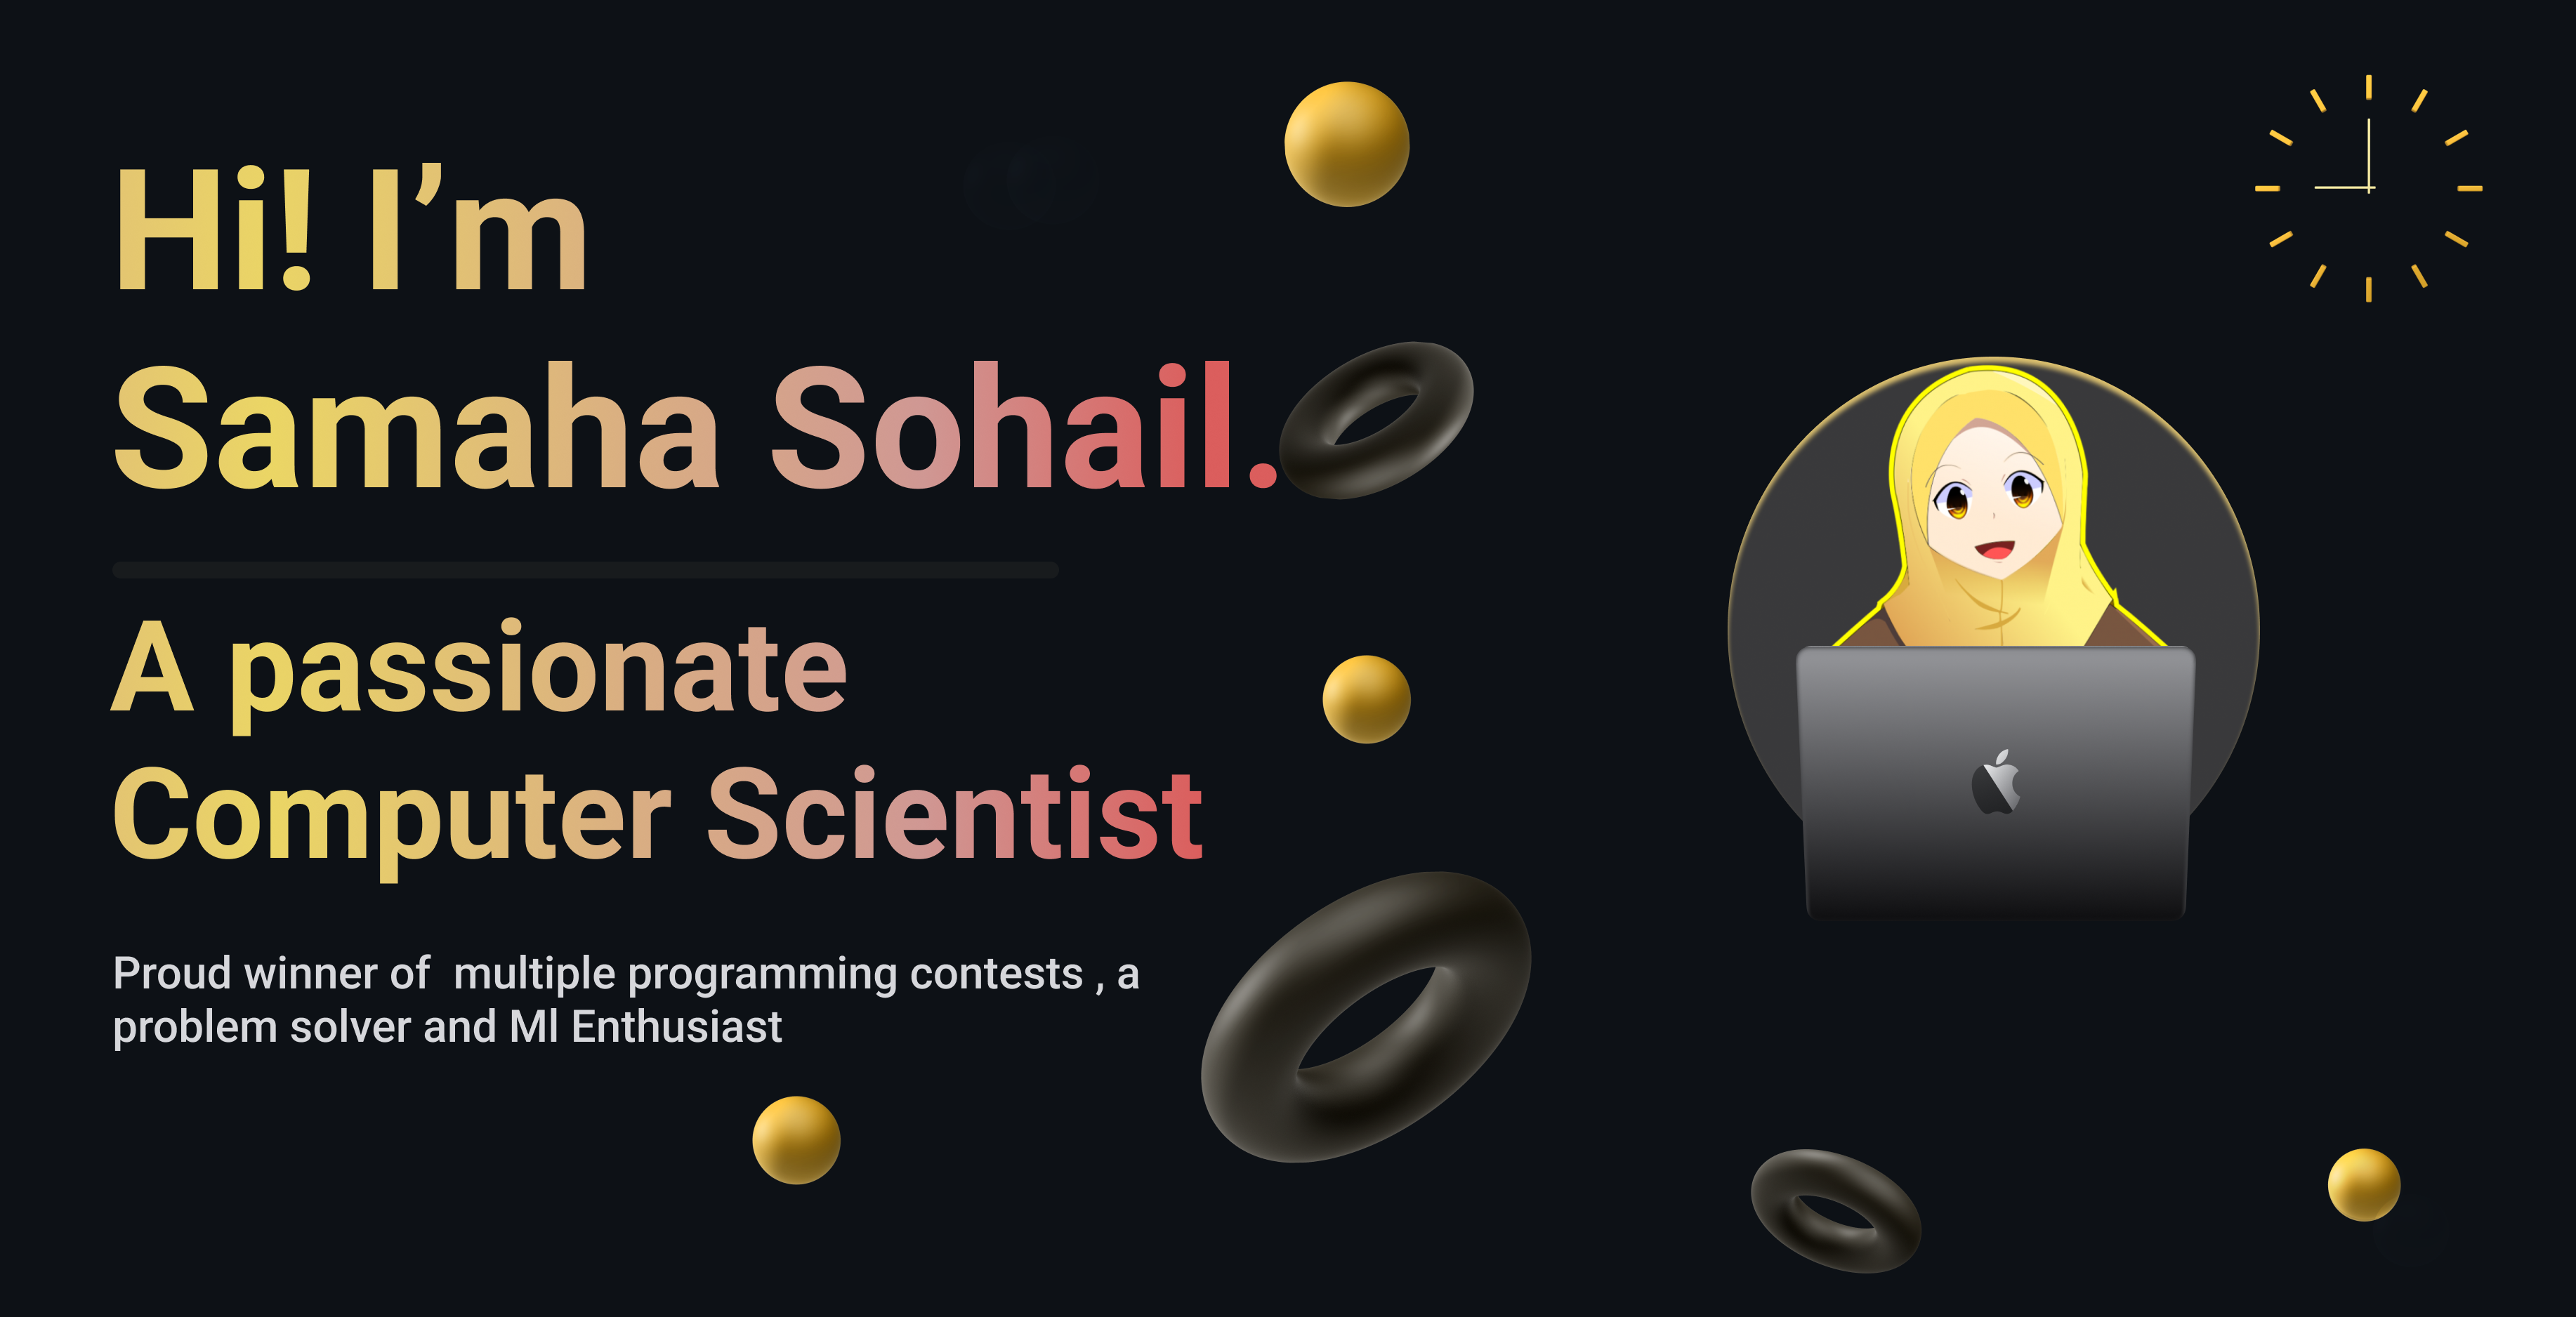 Hi! I’m
Samaha Sohail.
A passionate
Computer Scientist
Proud winner of  multiple programming contests , a
problem solver and Ml Enthusiast